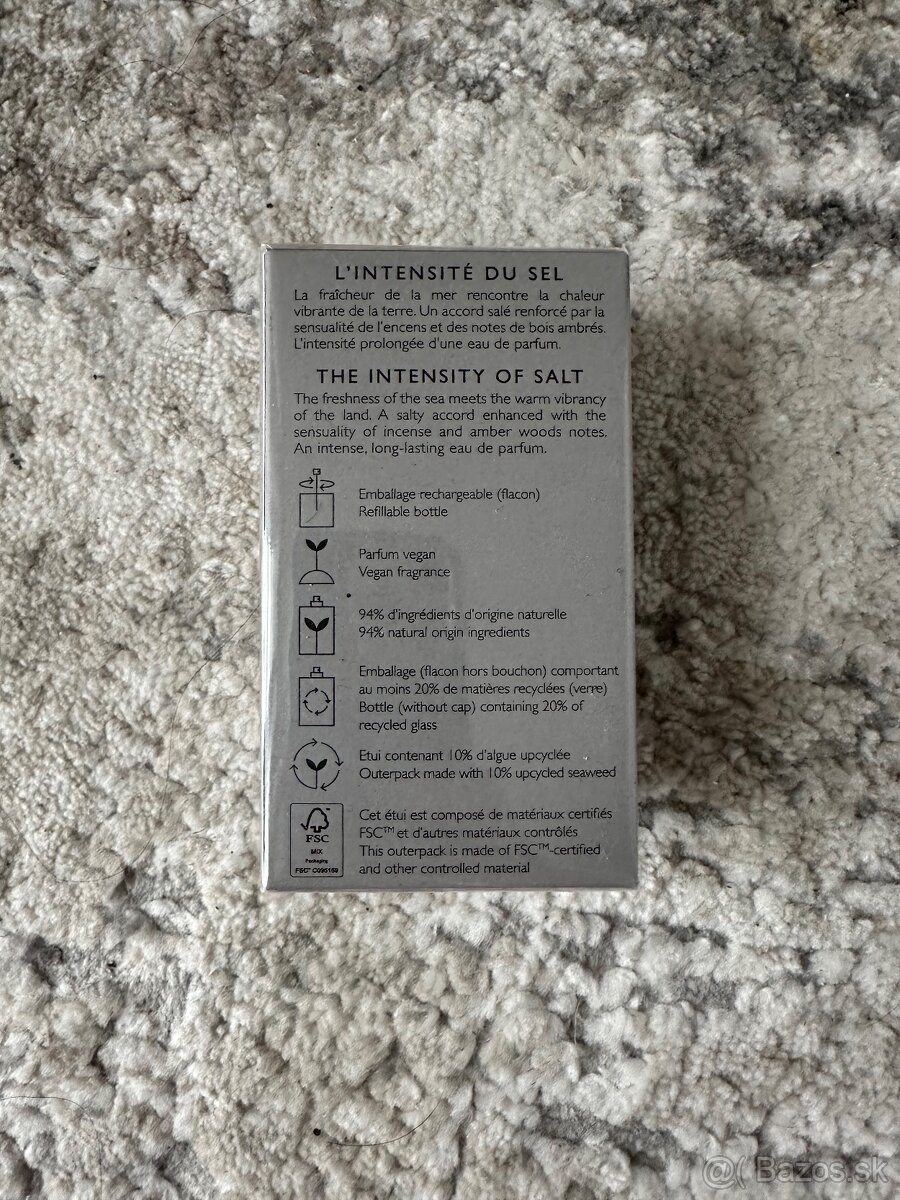 L'INTENSITÉ DU SEL
La fraîcheur de la mer rencontre la chaleur
vibrante de la terre. Un accord salé renforcé par la
sensualité de l'encens et des notes de bois ambrés.
L'intensité prolongée d'une eau de parfum.
THE INTENSITY OF SALT
The freshness of the sea meets the warm vibrancy
of the land. A salty accord enhanced with the
sensuality of incense and amber woods notes.
An intense, long-lasting eau de parfum.
Emballage rechargeable (flacon)
Refillable bottle
Parfum vegan
Vegan fragrance
94% d'ingrédients d'origine naturelle
94% natural origin ingredients
Emballage (flacon hors bouchon) comportant
au moins 20% de matières recyclées (verre)
Bottle (without cap) containing 20% of
recycled glass
Etui contenant 10% d'algue upcyclée
Outerpack made with 10% upcycled seaweed
FSC
MIX
Packaging
FSC™ C095169
Cet étui est composé de matériaux certifiés
FSC™ et d'autres matériaux contrôlés
This outerpack is made of FSC™-certified
and other controlled material
@( Bazos.sk